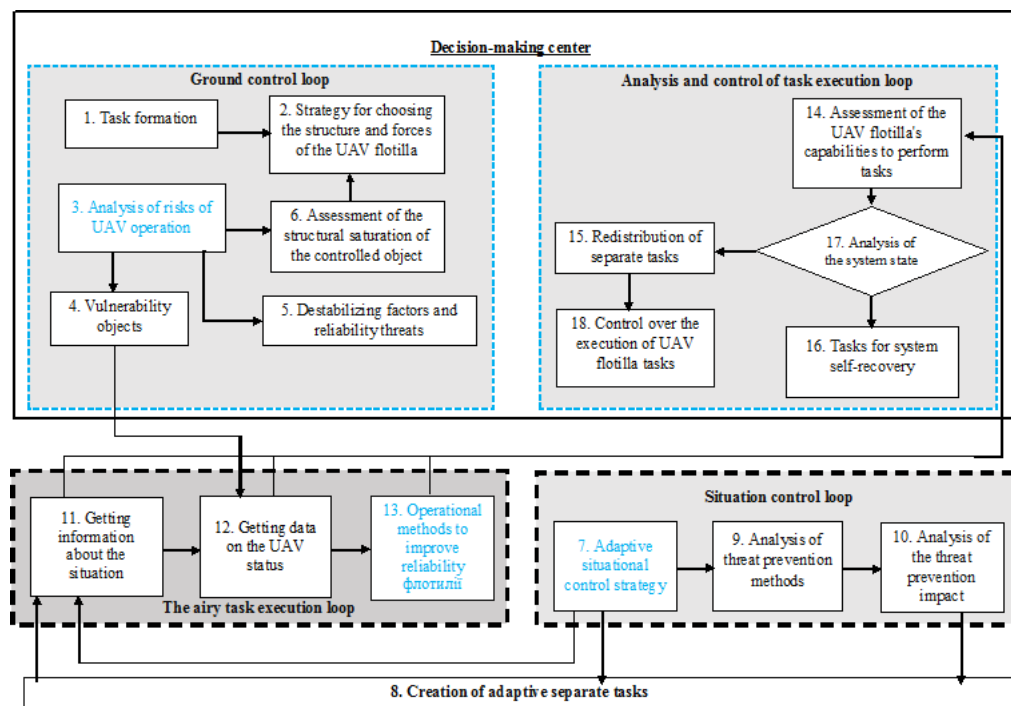 Decision-making center
Ground control loop
1. Task formation
2. Strategy for choosing
the structure and forces
of the UAV flotilla
3. Analysis of risks of
UAV operation
6. Assessment of the
structural saturation of
the controlled object
4. Vulnerability
objects
5. Destabilizing factors and
reliability threats
Analysis and control of task execution loop
14. Assessment of the
UAV flotilla's
capabilities to perform
tasks
15. Redistribution of
separate tasks
17. Analysis of
the system state
18. Control over the
execution of UAV
flotilla tasks
16. Tasks for system
self-recovery
11. Getting
information
about the
situation
12. Getting data
on the UAV
status
13. Operational
methods to
improve
reliability
флотилії
The airy task execution loop
Situation control loop
7. Adaptive
situational
control strategy
9. Analysis of
threat prevention
methods
10. Analysis of
the threat
prevention
impact
8. Creation of adaptive separate tasks